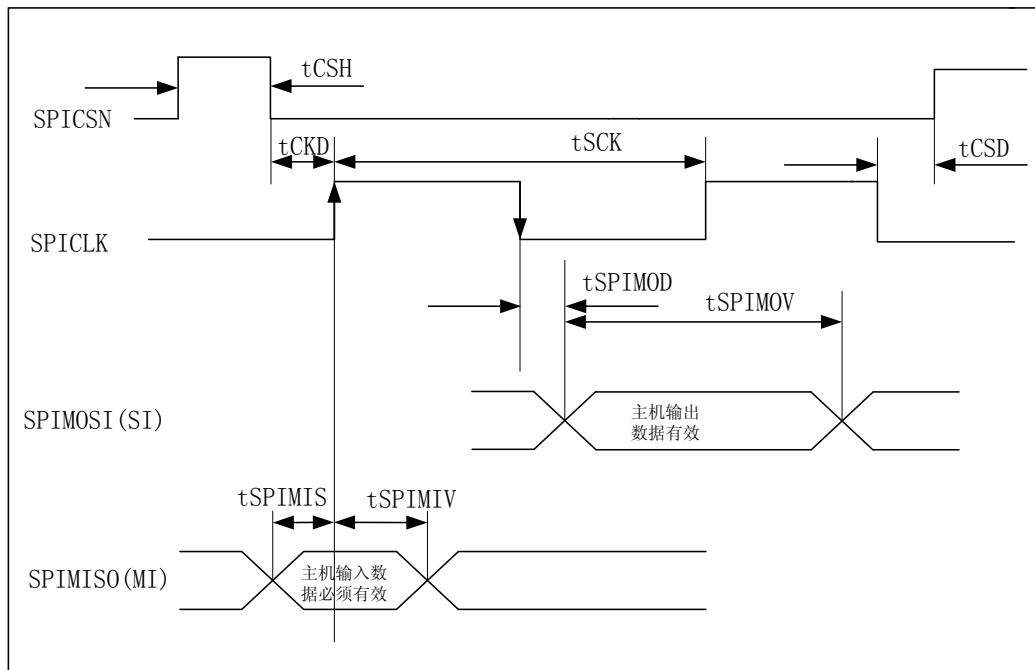 tCSH
SPICSN
tCKD
tSCK
tCSD
SPICLK
tSPIMOD
tSPIMOV
SPIMOSI(SI)
主机输出
数据有效
tSPIMIS
tSPIMIV
SPIMISO(MI)
主机输入数
据必须有效